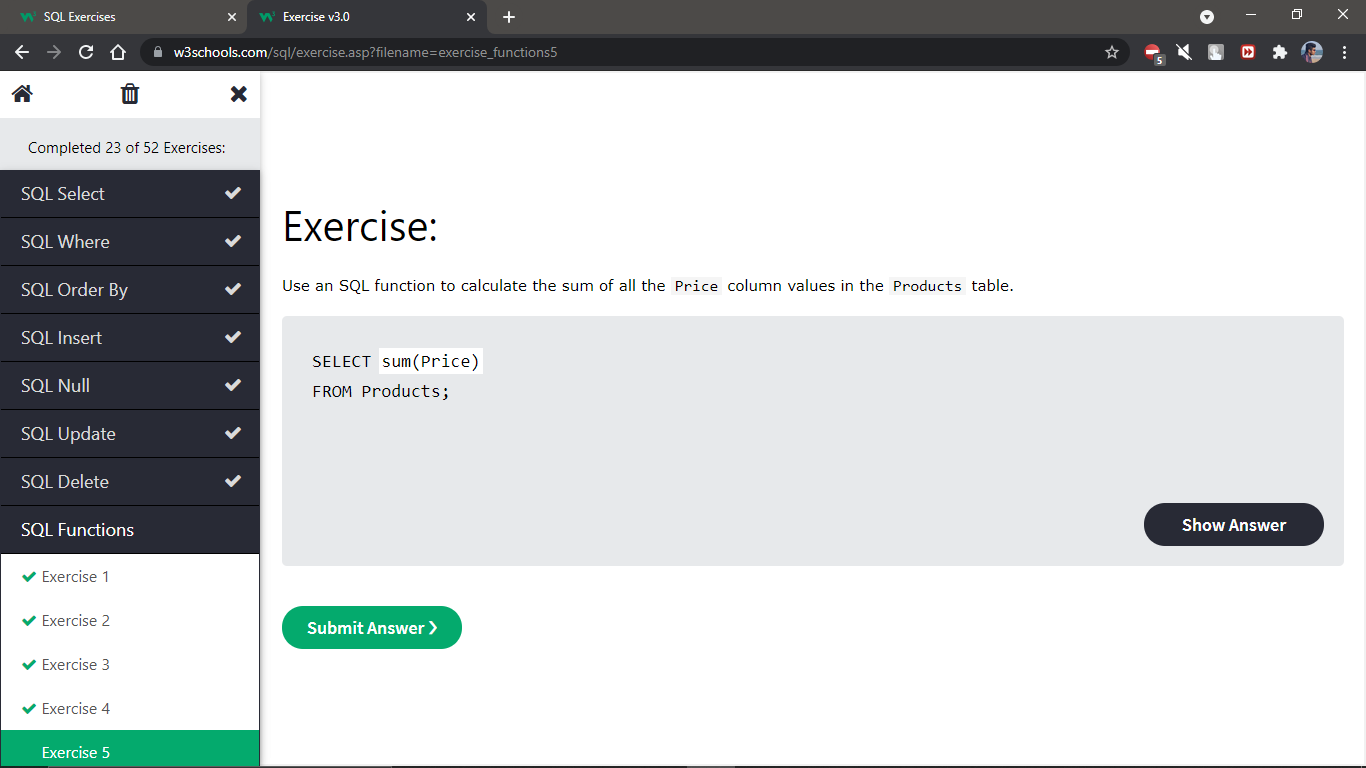 SQL Exercises
Exercise v3.0
w3schools.com/sql/exercise.asp?filename=exercise_functions5
5
Completed 23 of 52 Exercises:
SQL Select
SQL Where
SQL Order By
SQL Insert
SQL Null
SQL Update
SQL Delete
SQL Functions
Exercise 1
Exercise 2
Exercise 3
Exercise 4
Exercise 5
Exercise:
Use an SQL function to calculate the sum of all the Price column values in the Products table.
SELECT sum(Price)
FROM Products;
Show Answer
Submit Answer ❯